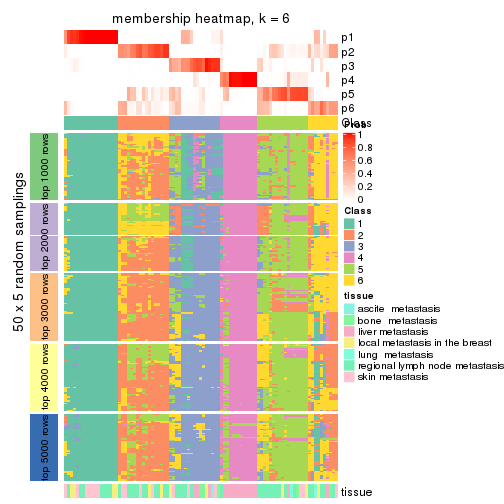 membership heatmap, k = 6
p1
p2
p3
p4
p5
p6
Class
Prob
1
0.8
0.6
0.4
0.2
0
Class
1
2
3
4
5
6
tissue
ascite metastasis
bone metastasis
liver metastasis
local metastasis in the breast
lung metastasis
regional lymph node metastasis
skin metastasis
50 x 5 random samplings
top 1000 rows
top 2000 rows
top 3000 rows
top 4000 rows
top 5000 rows
tissue